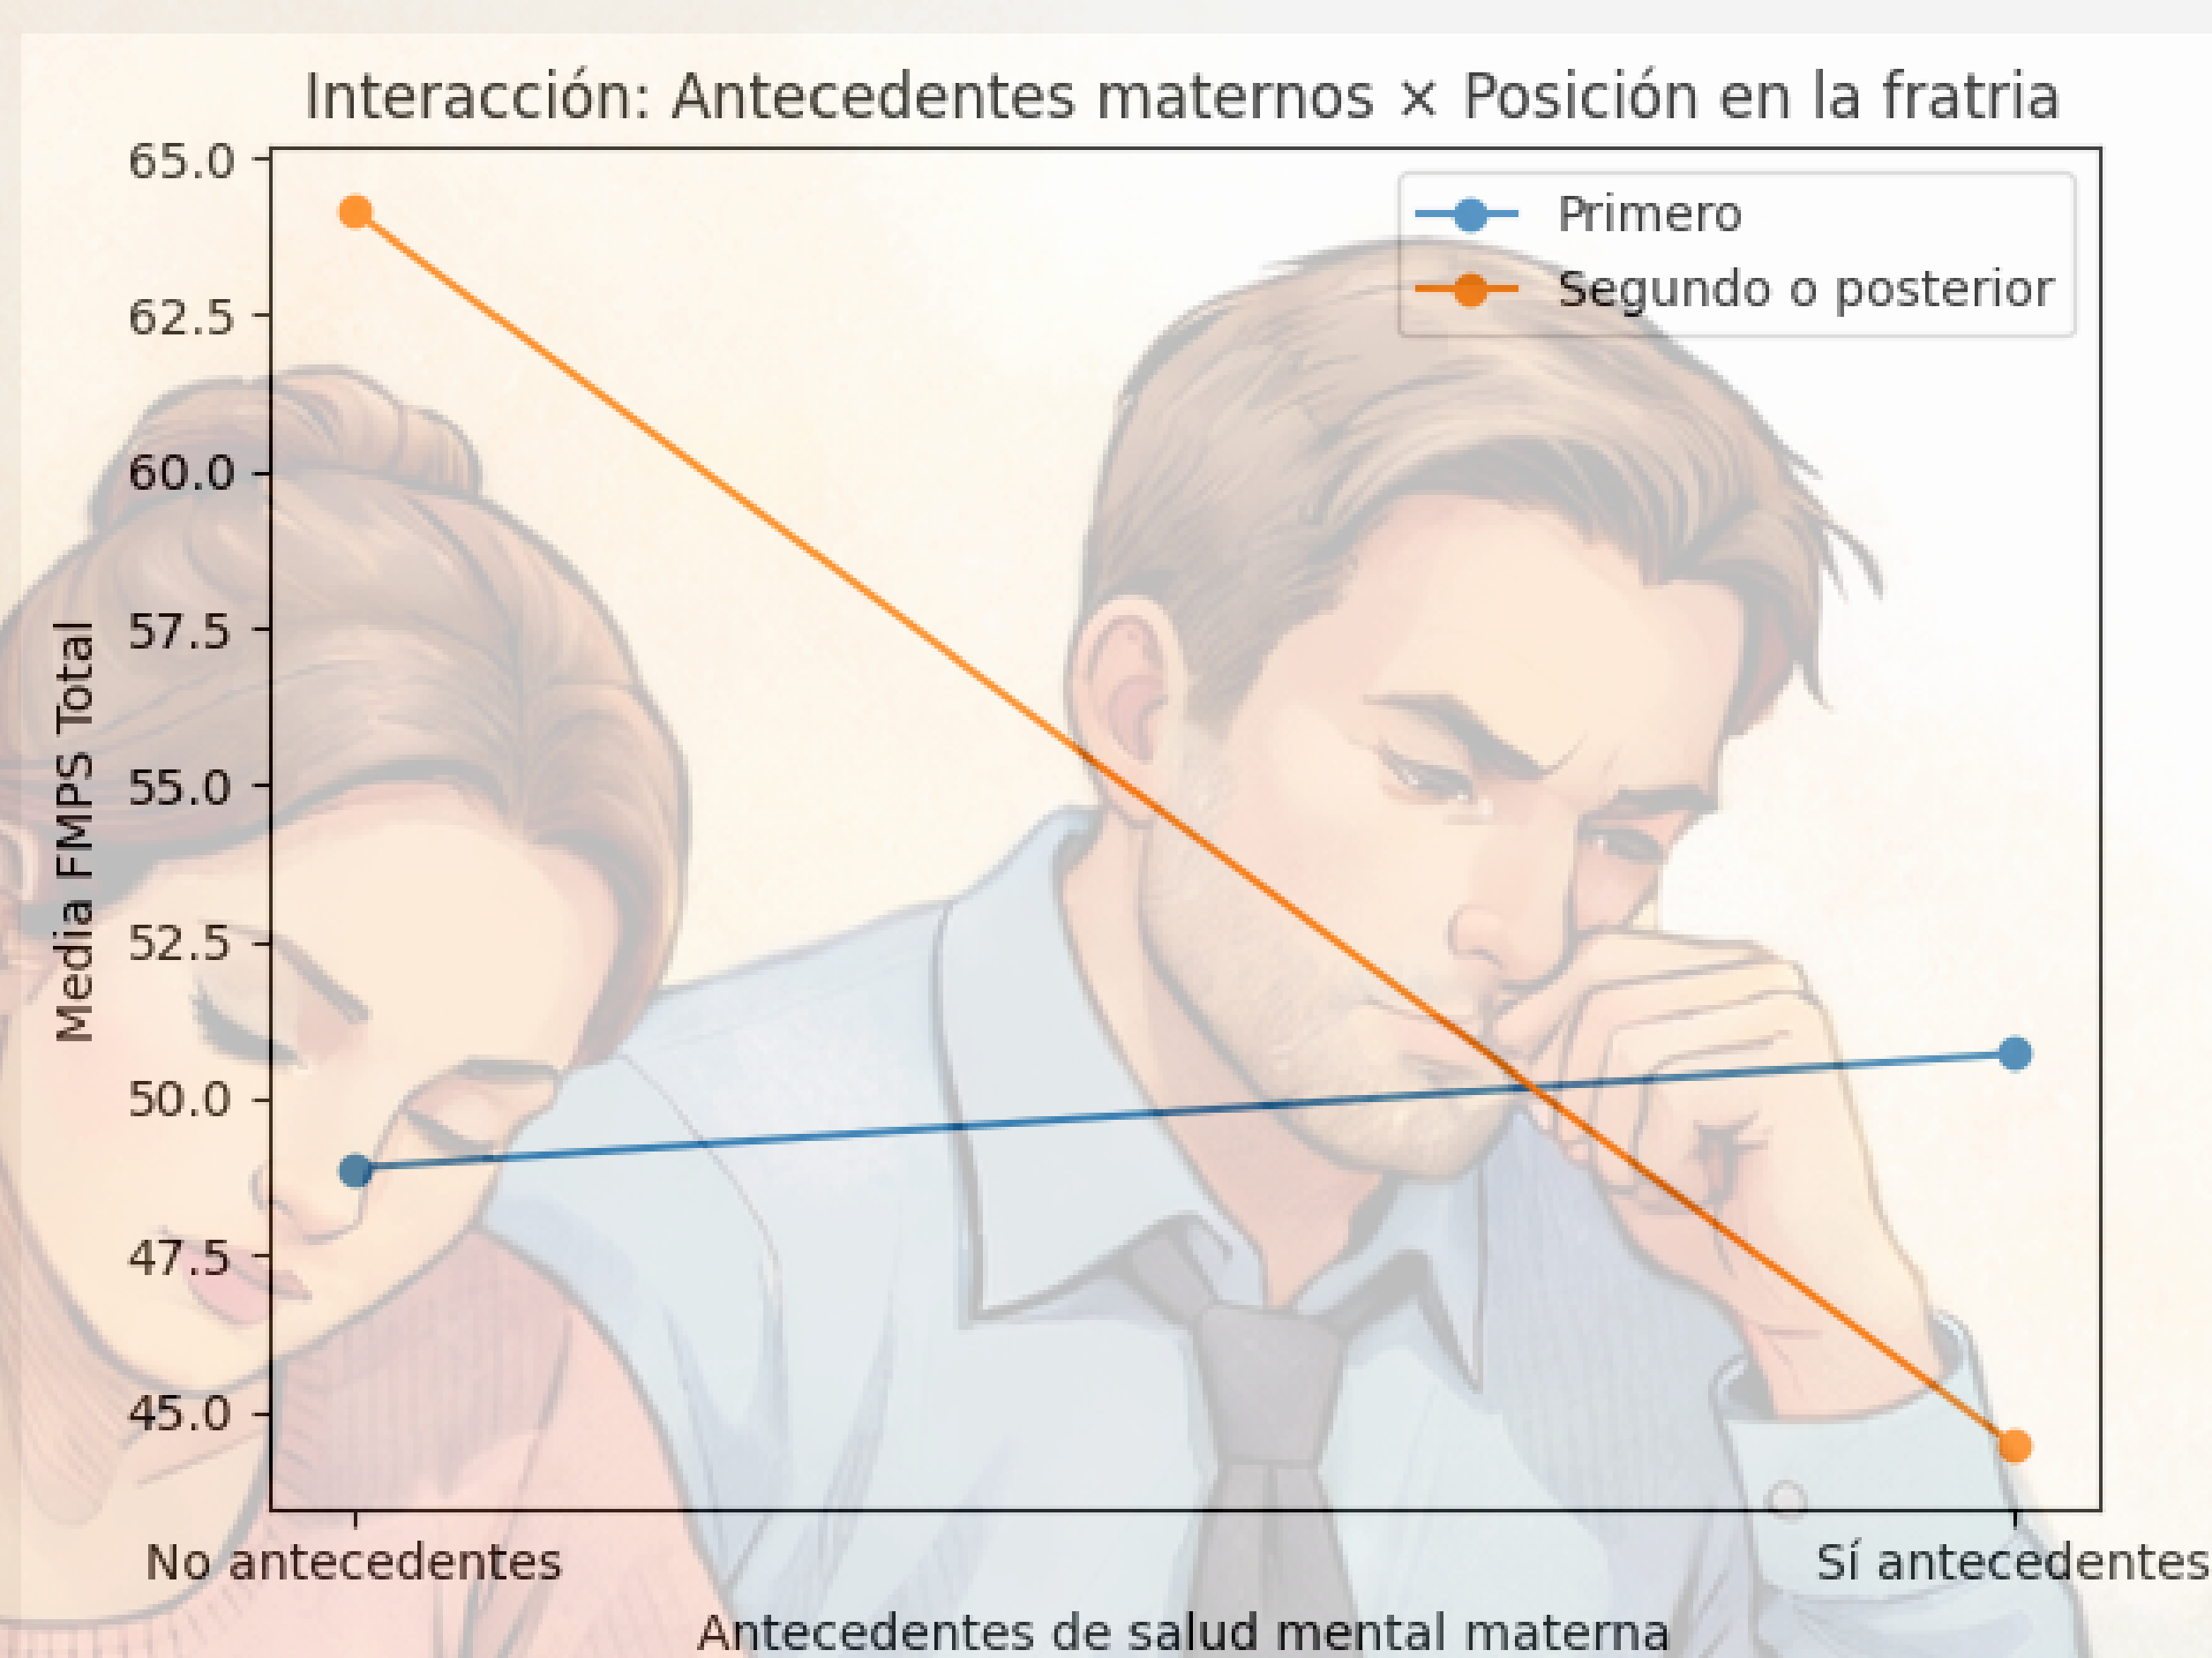 Interacción: Antecedentes maternos × Posición en la fratria
65.0
62.5
60.0
57.5
55.0
52.5
50.0
47.5
45.0
Media FMPS Total
Primero
Segundo o posterior
No antecedentes
Sí antecedentes
Antecedentes de salud mental materna